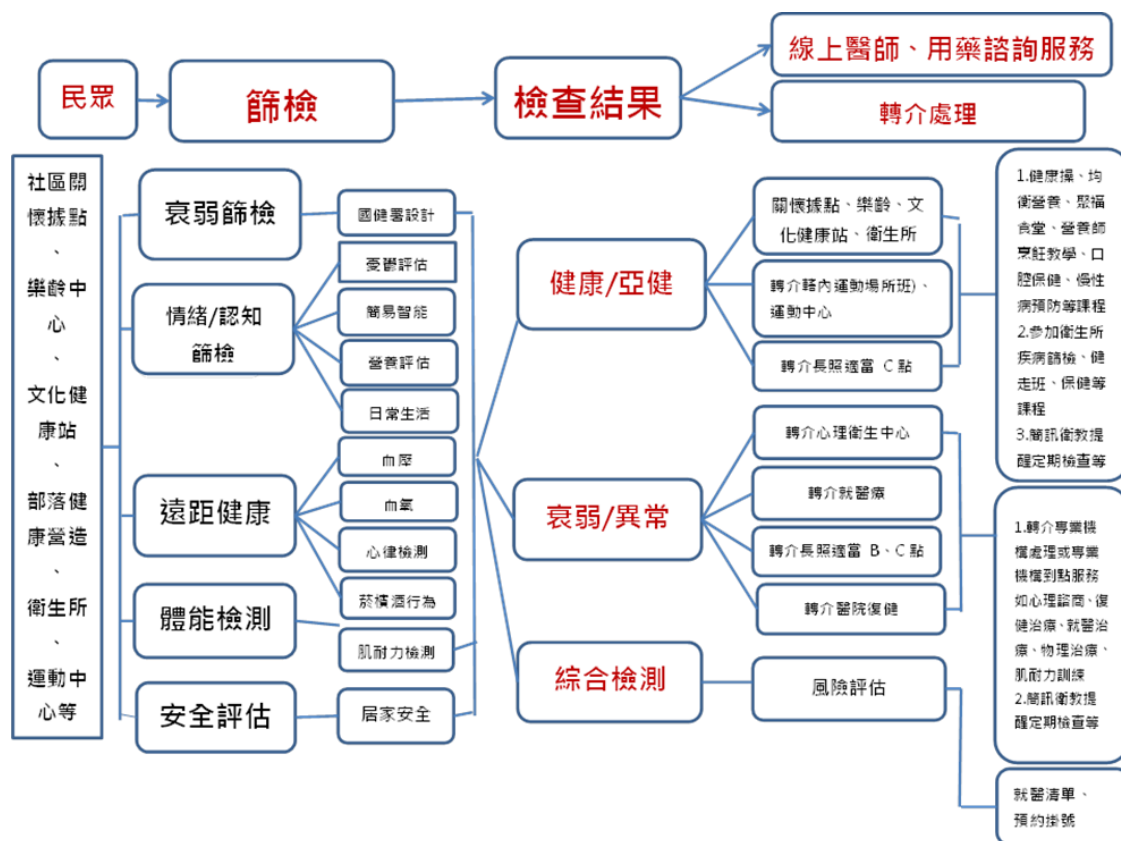 民眾
篩檢
檢查結果
線上醫師、用藥諮詢服務
轉介處理
社區關
懷據點
、
樂齡中
心、
文化健
康站
、
部落健
康營造
、
衛生所
、
運動中
心等
衰弱篩檢
情緒/認知
篩檢
遠距健康
體能檢測
安全評估
國健署設計
憂鬱評估
簡易智能
營養評估
日常生活
血壓
血氧
心律檢測
菸檳酒行為
肌耐力檢測
居家安全
健康/亞健
衰弱/異常
綜合檢測
關懷據點、樂齡、文
化健康站、衛生所
轉介轄內運動場所班)、
運動中心
轉介長照適當 C 點
轉介心理衛生中心
轉介就醫療
轉介長照適當 B、C 點
轉介醫院復健
風險評估
1.健康操、均
衡營養、聚福
食堂、營養師
烹飪教學、口
腔保健、慢性
病預防等課程
2.參加衛生所
疾病篩檢、健
走班、保健等
課程
3.簡訊衛教提
醒定期檢查等
1.轉介專業機
構處理或專業
機構到點服務
如心理諮商、復
健治療、就醫治
療、物理治療、
肌耐力訓練
2.簡訊衛教提
醒定期檢查等
就醫清單、
預約掛號